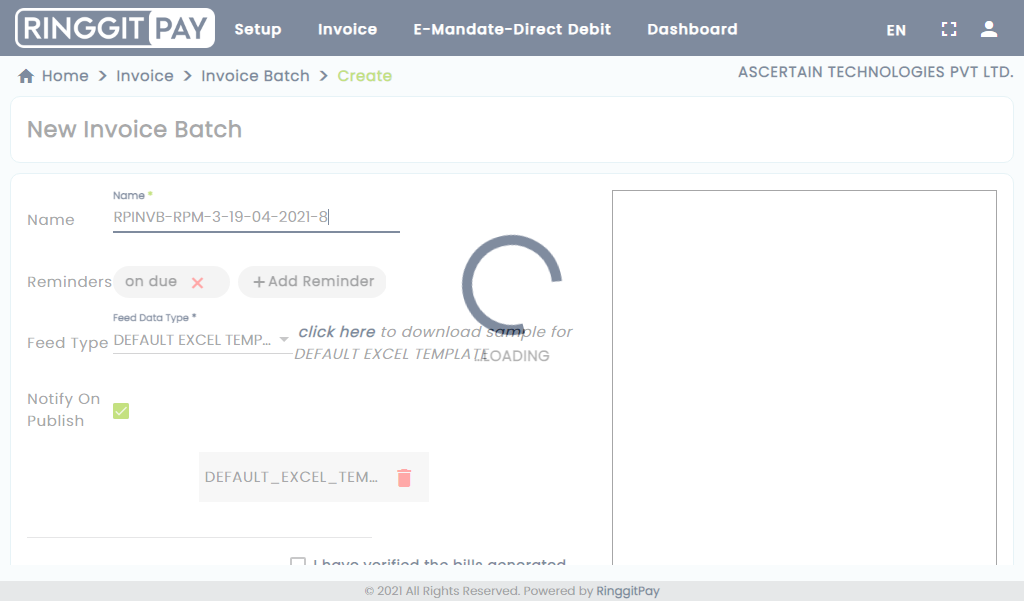 RINGGIT PAY Setup Invoice E-Mandate-Direct Debit Dashboard EN
Home Invoice Invoice Batch Create
ASCERTAIN TECHNOLOGIES PVT LTD.
New Invoice Batch
Name *
Name RPINVB-RPM-3-19-04-2021-8
Reminders on due + Add Reminder
Feed Data Type *
Feed Type DEFAULT EXCEL TEMP...
click here to download sample for
DEFAULT EXCEL TEMPLATE
LOADING
Notify On
Publish
DEFAULT_EXCEL_TEM...
I have verified the bills generated
© 2021 All Rights Reserved. Powered by RinggitPay